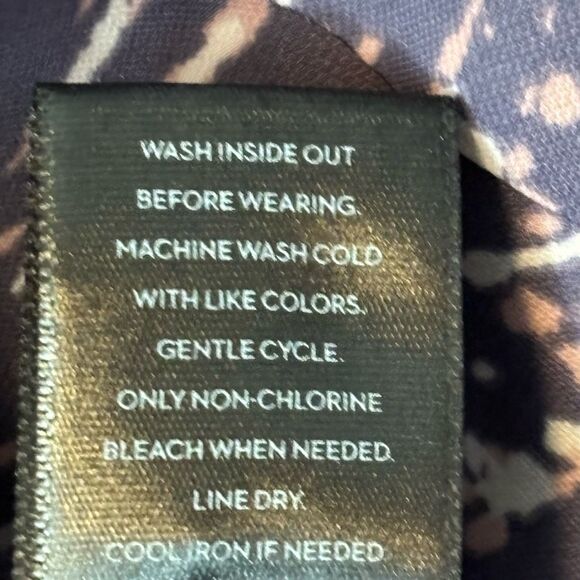 WASH INSIDE OUT
BEFORE WEARING.
MACHINE WASH COLD
WITH LIKE COLORS.
GENTLE CYCLE.
ONLY NON-CHLORINE
BLEACH WHEN NEEDED.
LINE DRY.
COOL IRON IF NEEDED